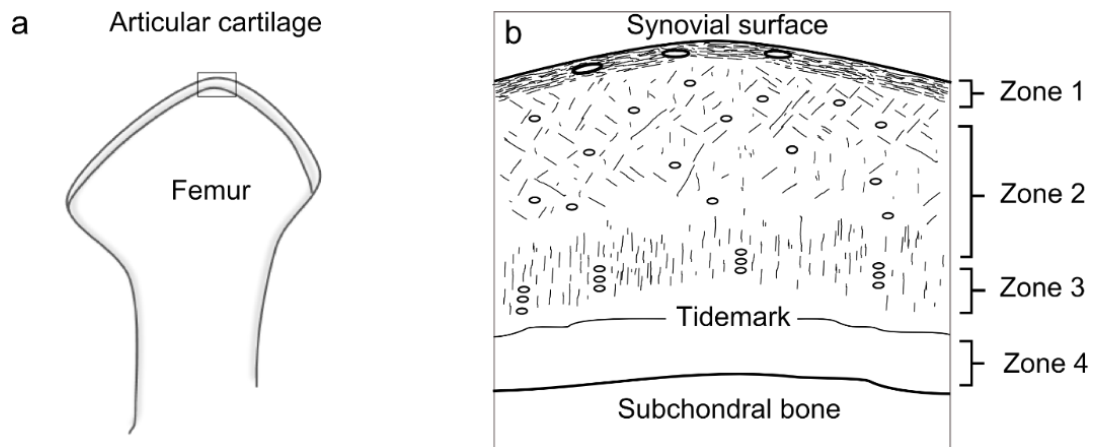 a
Articular cartilage
Femur
b
Synovial surface
Zone 1
Zone 2
Zone 3
Tidemark
Zone 4
Subchondral bone